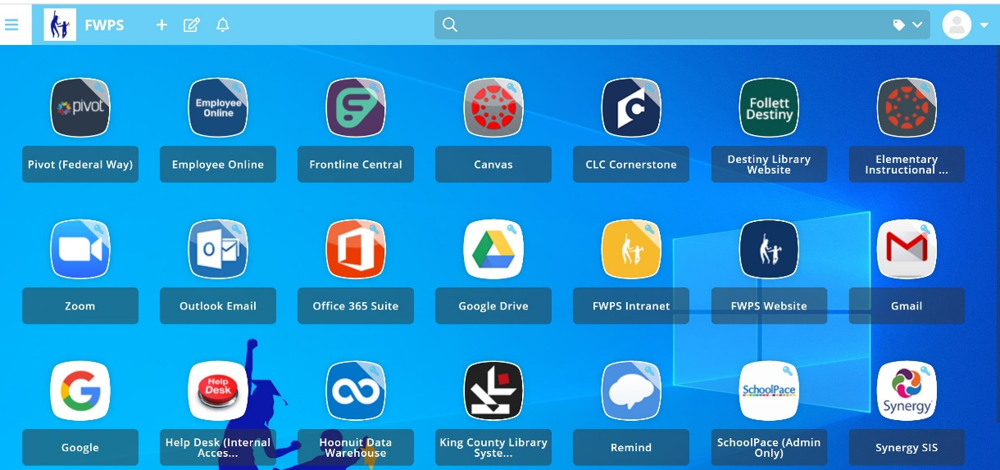 FWPS
pivot
Employee
Online
Follett
Destiny
Pivot (Federal Way)
Employee Online
Frontline Central
Canvas
CLC Cornerstone
Destiny Library
Website
Elementary
Instructional ...
Zoom
Outlook Email
Office 365 Suite
Google Drive
FWPS Intranet
FWPS Website
Gmail
Help
Desk
SchoolPace
Synergy
Google
Help Desk (Internal
Acces...
Hoonuit Data
Warehouse
King County Library
Syste...
Remind
SchoolPace (Admin
Only)
Synergy SIS